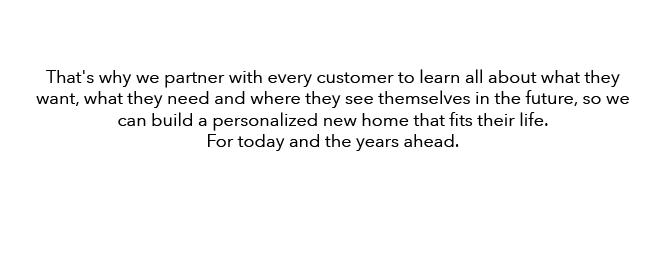 That's why we partner with every customer to learn all about what they
want, what they need and where they see themselves in the future, so we
can build a personalized new home that fits their life.
For today and the years ahead.